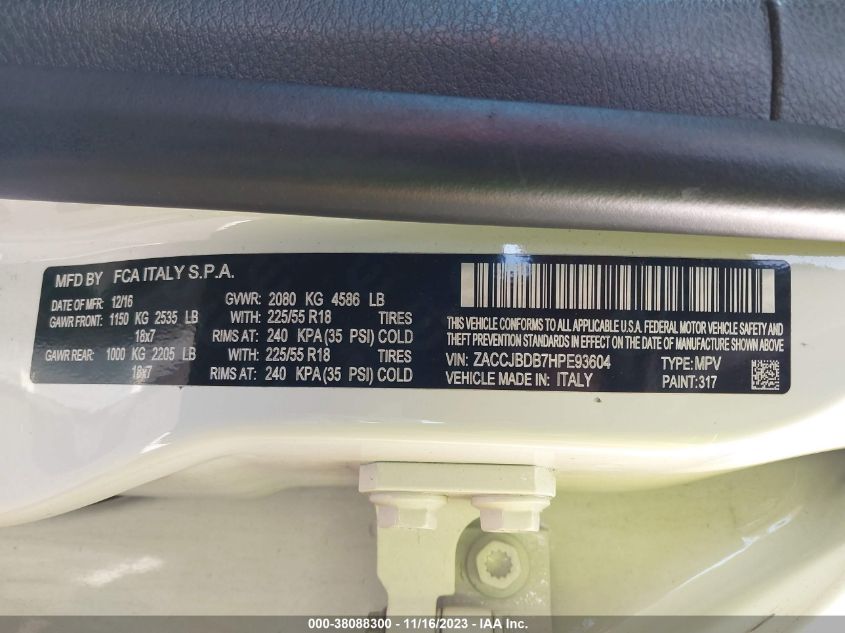 MFD BY FCA ITALY S.P.A.
DATE OF MFR: 12/16 GVWR: 2080 KG 4586 LB
GAWR FRONT: 1150 KG 2535 LB WITH: 225/55 R18 TIRES
18x7 RIMS AT: 240 KPA (35 PSI) COLD
GAWR REAR: 1000 KG 2205 LB WITH: 225/55 R18 TIRES
18x7 RIMS AT: 240 KPA (35 PSI) COLD
THIS VEHICLE CONFORMS TO ALL APPLICABLE U.S.A. FEDERAL MOTOR VEHICLE SAFETY AND
THEFT PREVENTION STANDARDS IN EFFECT ON THE DATE OF MANUFACTURE SHOWN ABOVE.
VIN: ZACCJBDB7HPE93604 TYPE: MPV
VEHICLE MADE IN: ITALY PAINT: 317
000-38088300 - 11/16/2023 - IAA Inc.